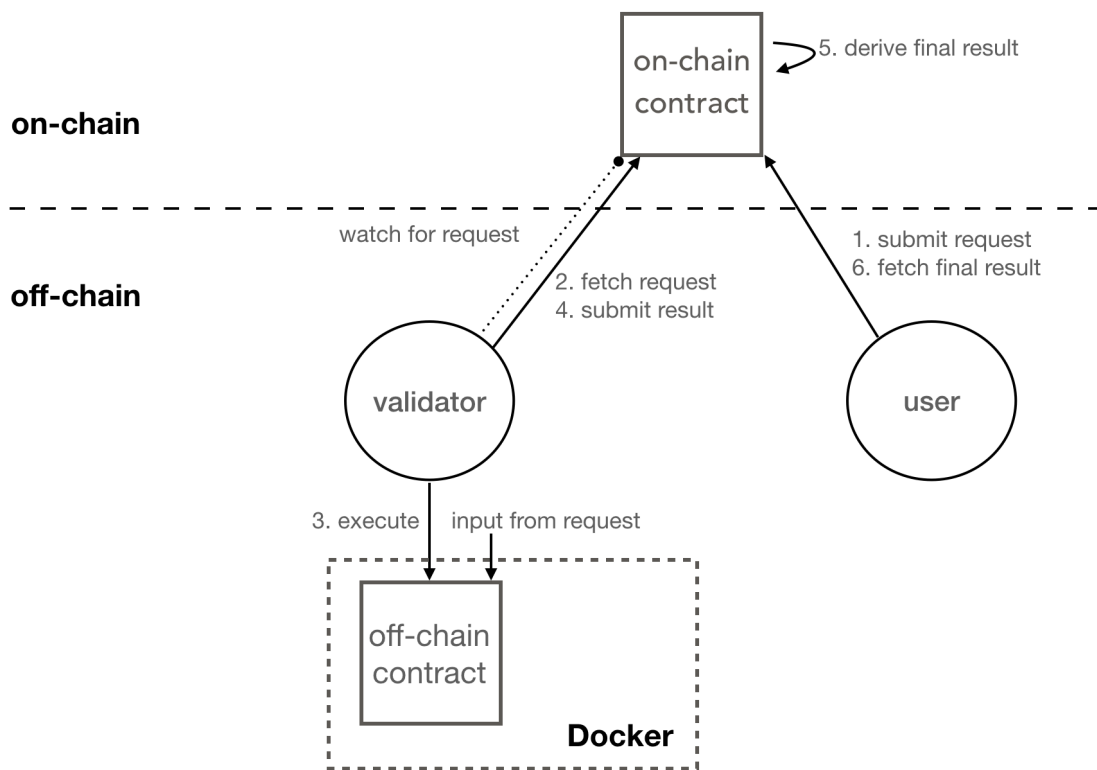 on-chain
contract
5. derive final result
on-chain
watch for request
1. submit request
6. fetch final result
off-chain
2. fetch request
4. submit result
validator
user
3. execute
input from request
off-chain
contract
Docker